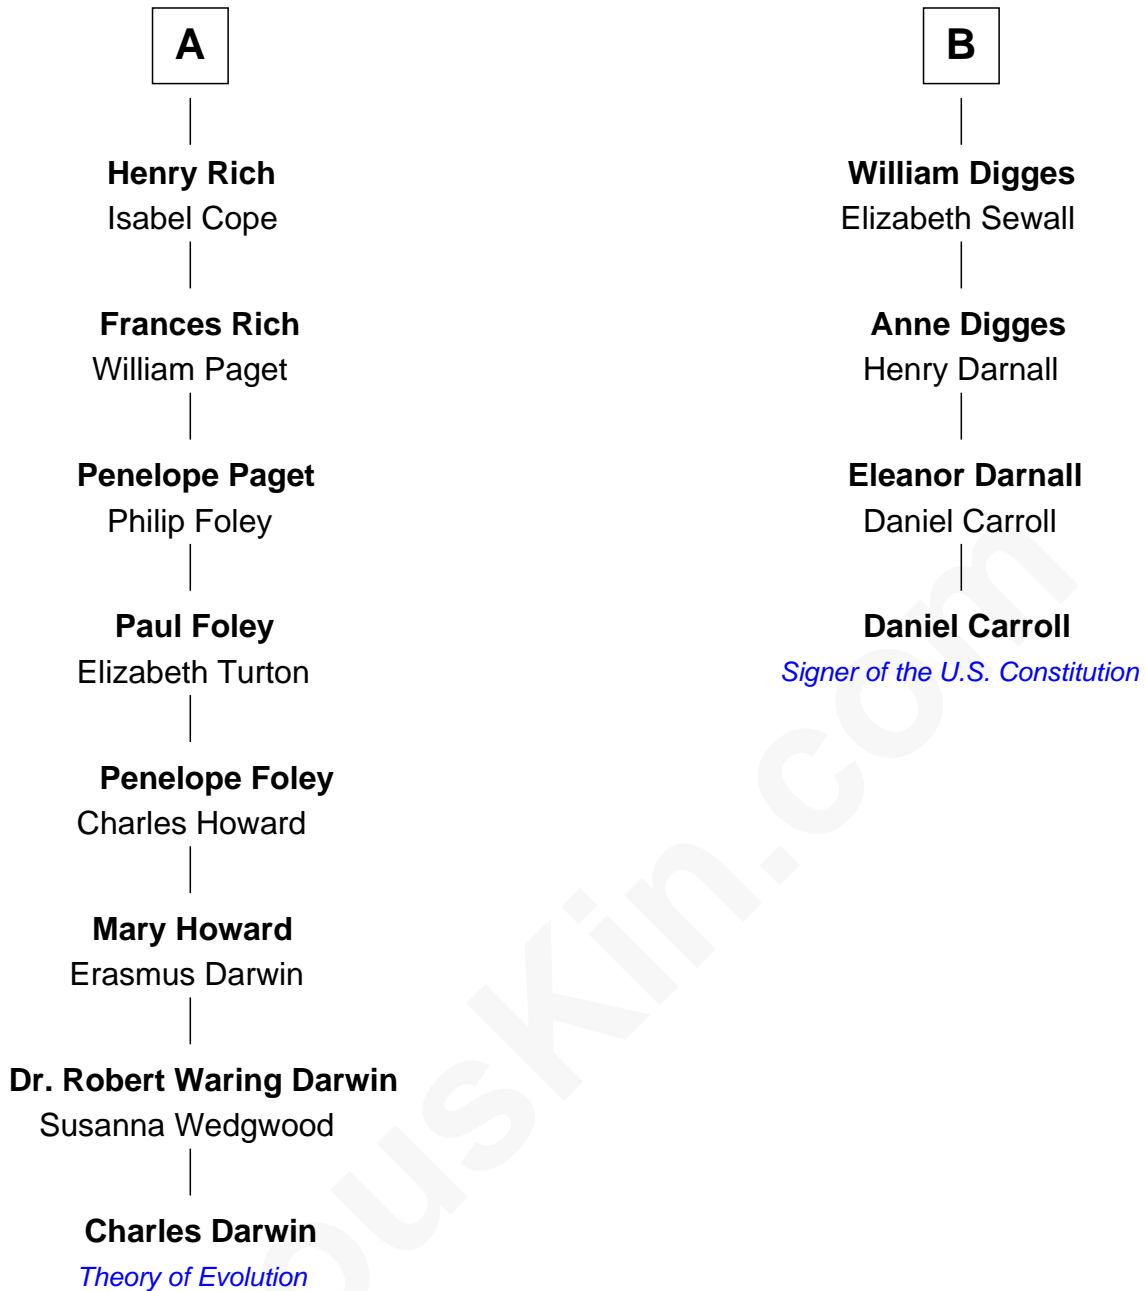 A
Henry Rich
Isabel Cope
Frances Rich
William Paget
Penelope Paget
Philip Foley
Paul Foley
Elizabeth Turton
Penelope Foley
Charles Howard
Mary Howard
Erasmus Darwin
Dr. Robert Waring Darwin
Susanna Wedgwood
Charles Darwin
Theory of Evolution
B
William Digges
Elizabeth Sewall
Anne Digges
Henry Darnall
Eleanor Darnall
Daniel Carroll
Daniel Carroll
Signer of the U.S. Constitution
ousKin.com